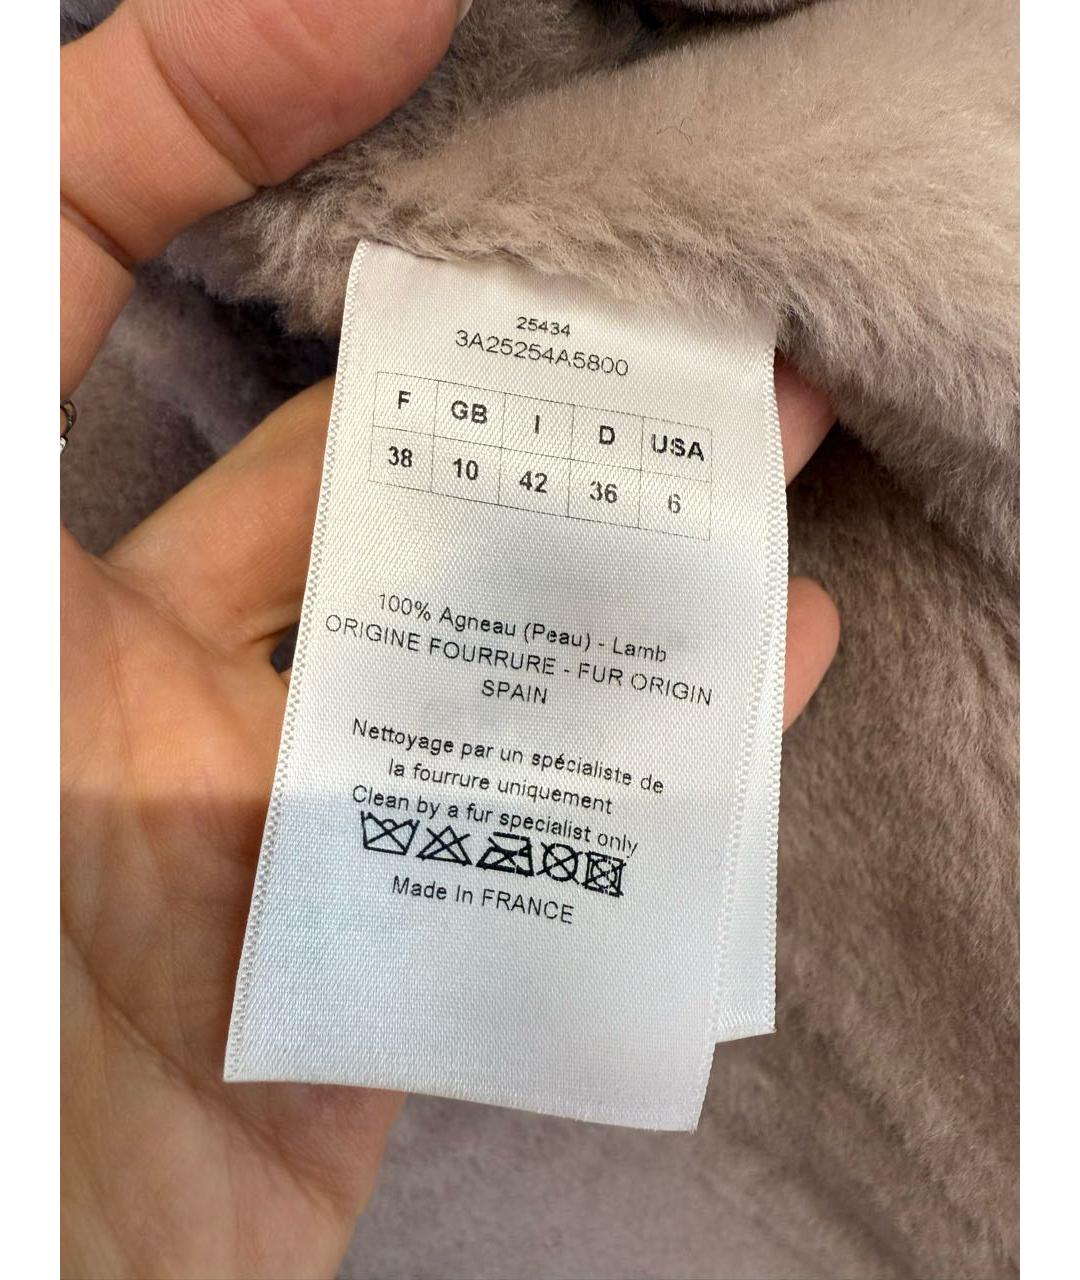 25434
3A25254A5800
F GB I D USA
38 10 42 36 6
100% Agneau (Peau) - Lamb
ORIGINE FOURRURE - FUR ORIGIN
SPAIN
Nettoyage par un spécialiste de
la fourrure uniquement
Clean by a fur specialist only
Made In FRANCE